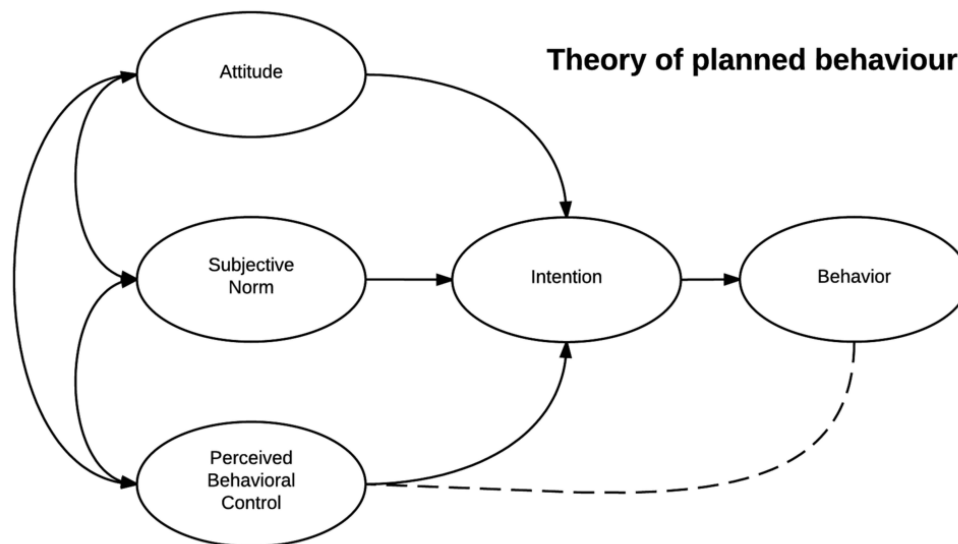 Theory of planned behaviour
Attitude
Subjective
Norm
Intention
Behavior
Perceived
Behavioral
Control